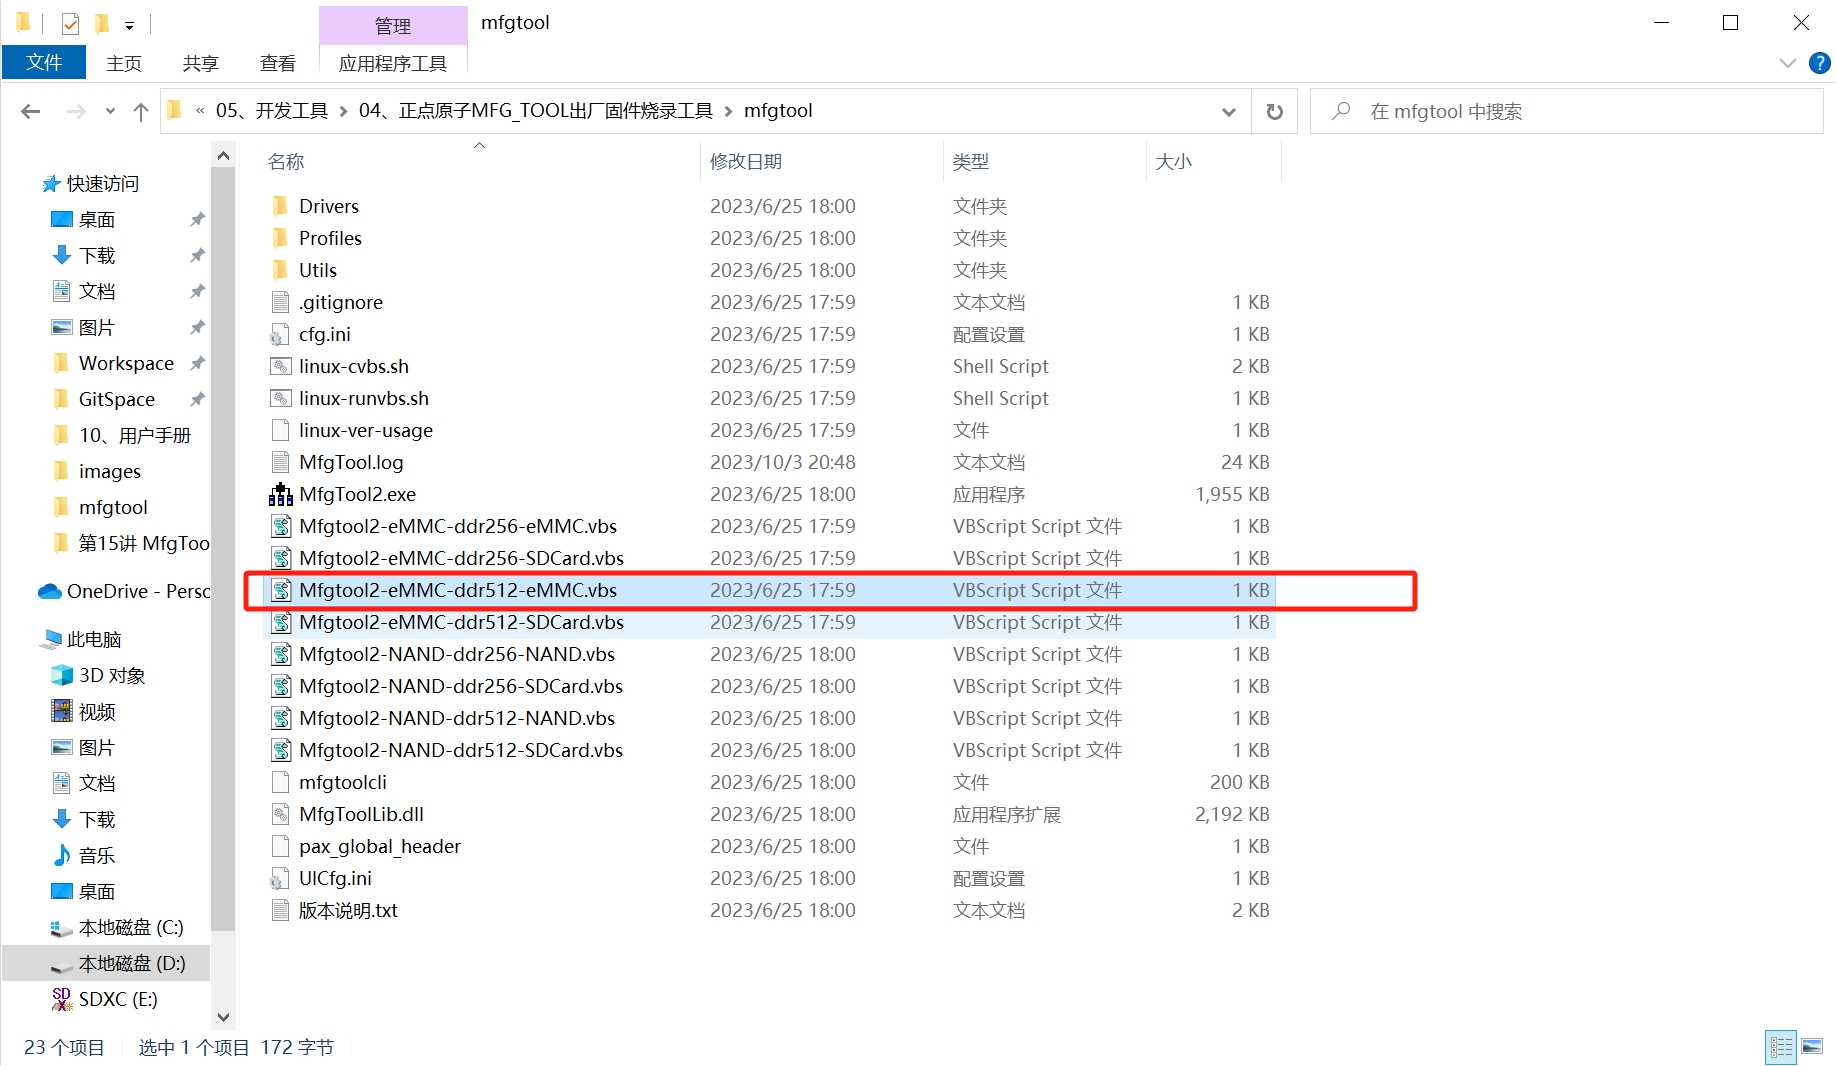 管理
mfgtool
文件
主页
共享
查看
应用程序工具
« 05、开发工具 > 04、正点原子MFG_TOOL出厂固件烧录工具 > mfgtool
在 mfgtool 中搜索
快速访问
桌面
下载
文档
图片
Workspace
GitSpace
10、用户手册
images
mfgtool
第15讲 MfgToo
OneDrive - Perso
此电脑
3D 对象
视频
图片
文档
下载
音乐
桌面
本地磁盘 (C:)
本地磁盘 (D:)
SDXC (E:)
名称 修改日期 类型 大小
Drivers 2023/6/25 18:00 文件夹
Profiles 2023/6/25 18:00 文件夹
Utils 2023/6/25 18:00 文件夹
.gitignore 2023/6/25 17:59 文本文档 1 KB
cfg.ini 2023/6/25 17:59 配置设置 1 KB
linux-cvbs.sh 2023/6/25 17:59 Shell Script 2 KB
linux-runvbs.sh 2023/6/25 17:59 Shell Script 1 KB
linux-ver-usage 2023/6/25 17:59 文件 1 KB
MfgTool.log 2023/10/3 20:48 文本文档 24 KB
MfgTool2.exe 2023/6/25 18:00 应用程序 1,955 KB
Mfgtool2-eMMC-ddr256-eMMC.vbs 2023/6/25 17:59 VBScript Script 文件 1 KB
Mfgtool2-eMMC-ddr256-SDCard.vbs 2023/6/25 17:59 VBScript Script 文件 1 KB
Mfgtool2-eMMC-ddr512-eMMC.vbs 2023/6/25 17:59 VBScript Script 文件 1 KB
Mfgtool2-eMMC-ddr512-SDCard.vbs 2023/6/25 17:59 VBScript Script 文件 1 KB
Mfgtool2-NAND-ddr256-NAND.vbs 2023/6/25 18:00 VBScript Script 文件 1 KB
Mfgtool2-NAND-ddr256-SDCard.vbs 2023/6/25 18:00 VBScript Script 文件 1 KB
Mfgtool2-NAND-ddr512-NAND.vbs 2023/6/25 18:00 VBScript Script 文件 1 KB
Mfgtool2-NAND-ddr512-SDCard.vbs 2023/6/25 18:00 VBScript Script 文件 1 KB
mfgtoolcli 2023/6/25 18:00 文件 200 KB
MfgToolLib.dll 2023/6/25 18:00 应用程序扩展 2,192 KB
pax_global_header 2023/6/25 18:00 文件 1 KB
UICfg.ini 2023/6/25 18:00 配置设置 1 KB
版本说明.txt 2023/6/25 18:00 文本文档 2 KB
23 个项目 选中 1 个项目 172 字节